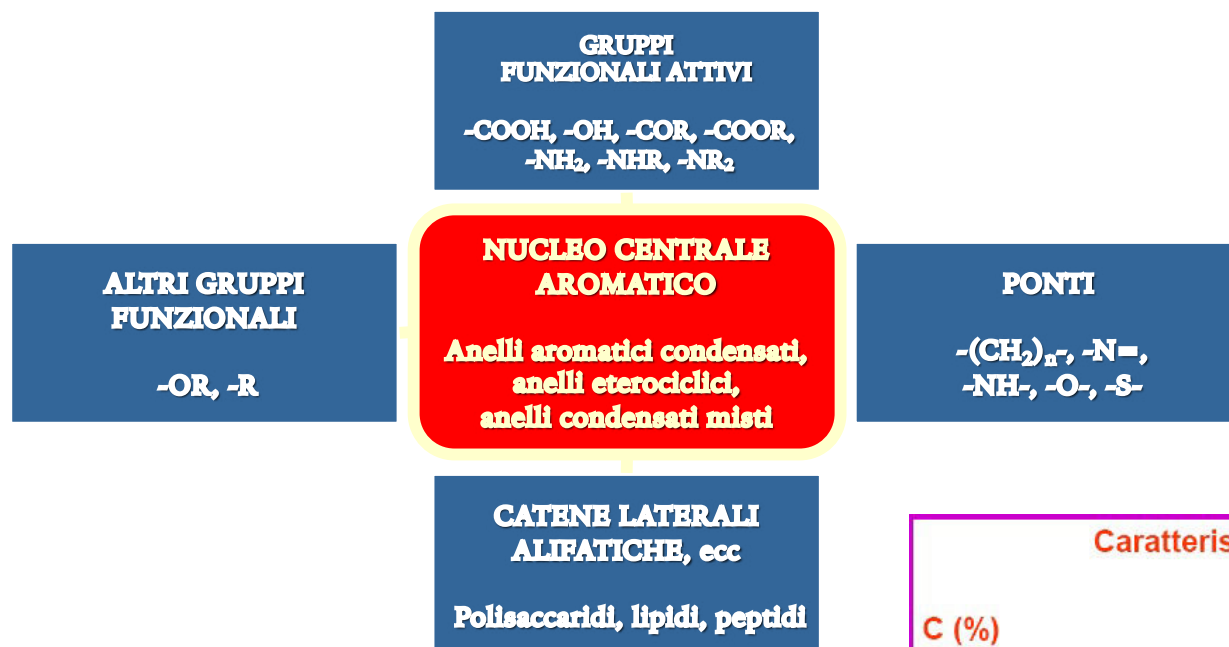 GRUPPI
FUNZIONALI ATTIVI
-COOH, -OH, -COR, -COOR,
-NH₂, -NHR, -NR₂
ALTRI GRUPPI
FUNZIONALI
-OR, -R
NUCLEO CENTRALE
AROMATICO
Anelli aromatici condensati,
anelli eterociclici,
anelli condensati misti
PONTI
-(CH₂)ₙ-, -N=,
-NH-, -O-, -S-
CATENE LATERALI
ALIFATICHE, ecc
Polisaccaridi, lipidi, peptidi
Caratteris
C (%)